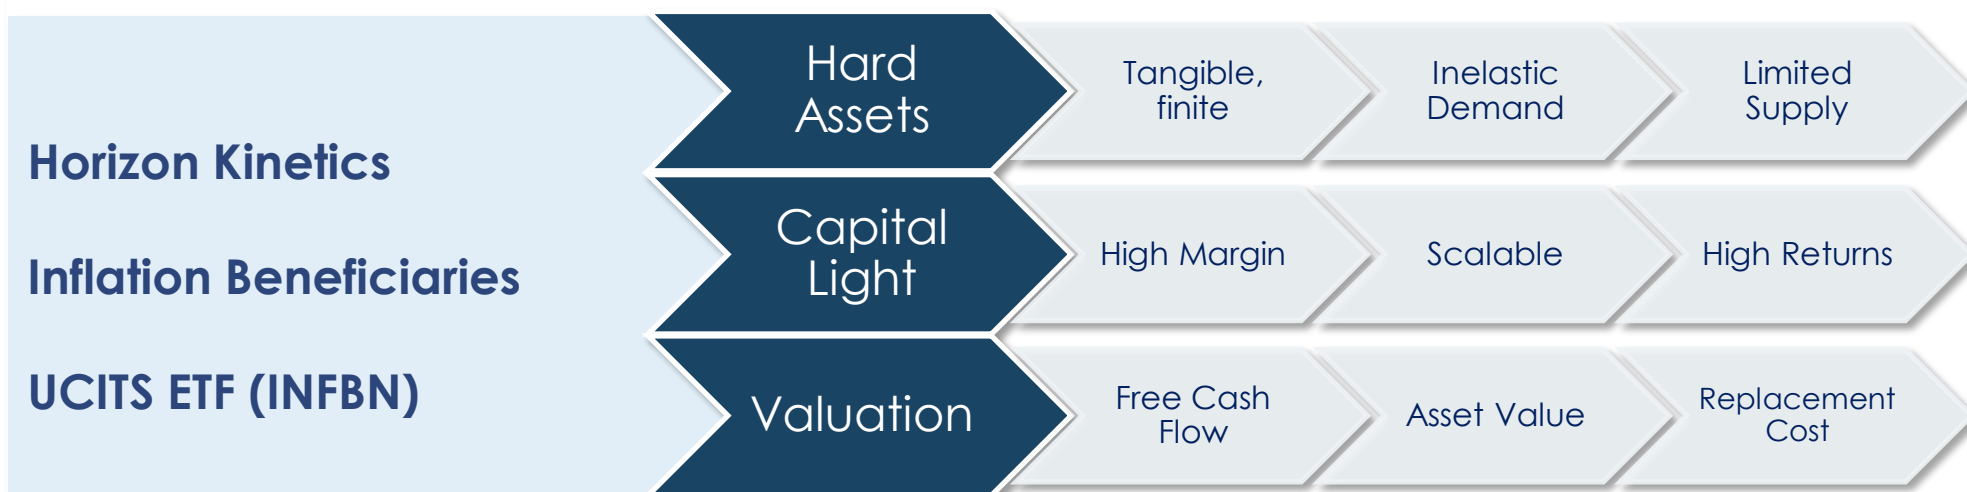 Horizon Kinetics
Inflation Beneficiaries
UCITS ETF (INFBN)
Hard
Assets
Tangible,
finite
Inelastic
Demand
Limited
Supply
Capital
Light
High Margin
Scalable
High Returns
Valuation
Free Cash
Flow
Asset Value
Replacement
Cost